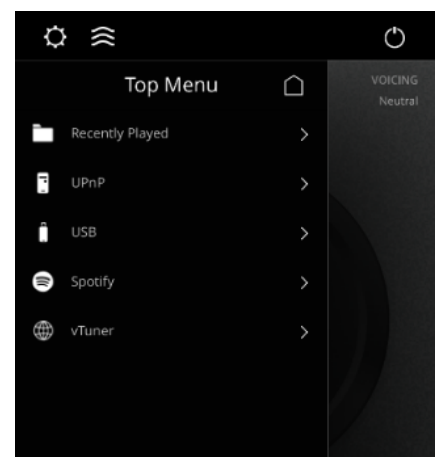 Top Menu
VOICING
Neutral
Recently Played
UPnP
USB
Spotify
vTuner